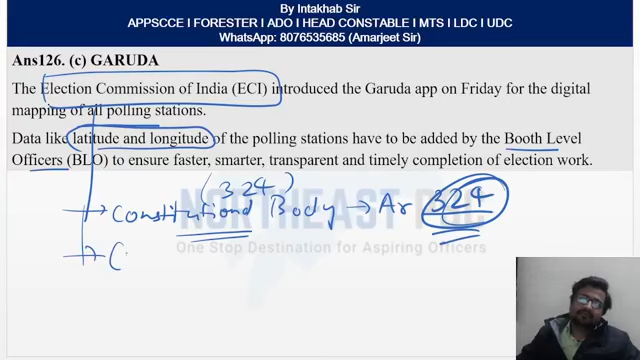 By Intakhab Sir
APPSCCE I FORESTER I ADO I HEAD CONSTABLE I MTS I LDC I UDC
WhatsApp: 8076535685 (Amarjeet Sir)
Ans126. (c) GARUDA
The Election Commission of India (ECI) introduced the Garuda app on Friday for the digital
mapping of all polling stations.
Data like latitude and longitude of the polling stations have to be added by the Booth Level
Officers (BLO) to ensure faster, smarter, transparent and timely completion of election work.
(324)
Constitutional Body → Ar 324
NORTHEAST
One Stop Destination for Aspiring Officers
(